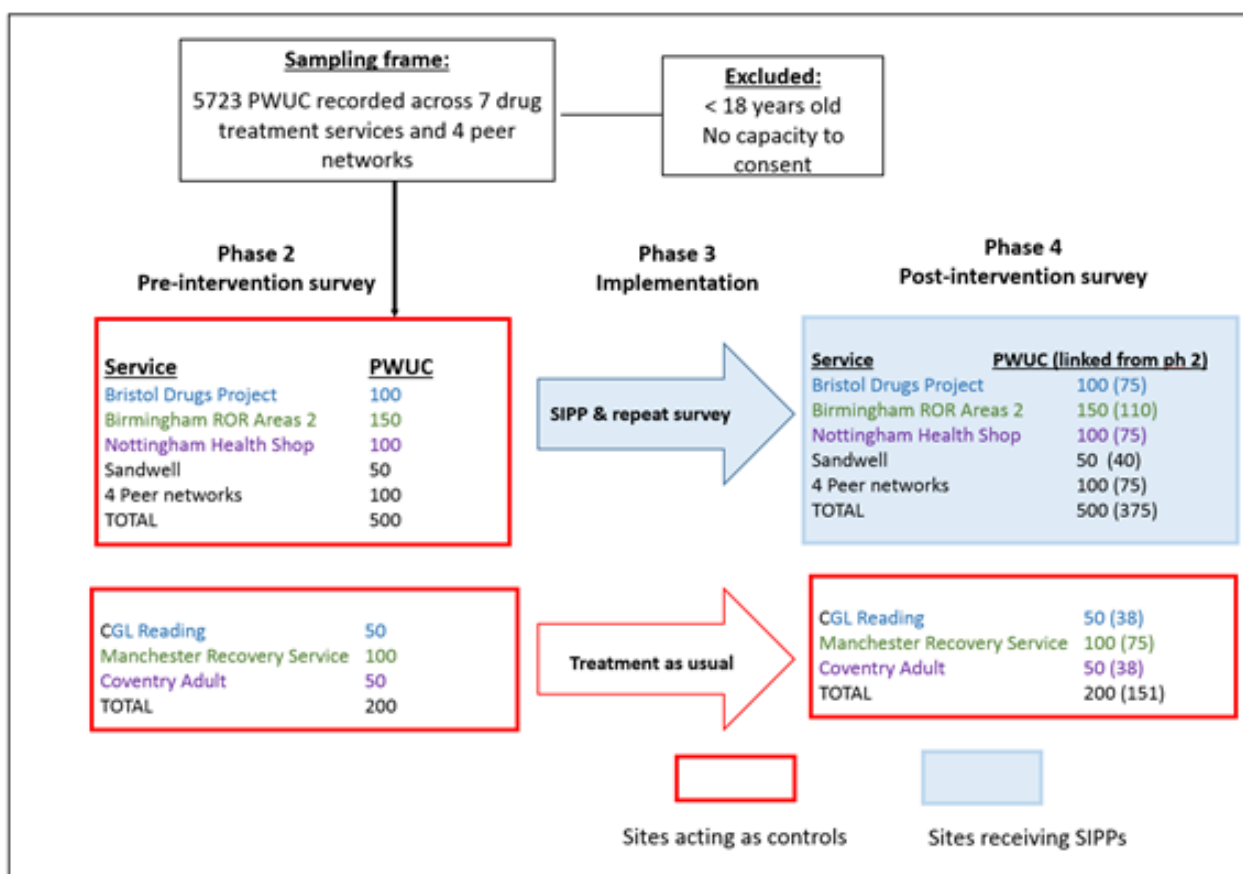 Sampling frame:
5723 PWUC recorded across 7 drug
treatment services and 4 peer
networks
Excluded:
< 18 years old
No capacity to
consent
Phase 2
Pre-intervention survey
Phase 3
Implementation
Phase 4
Post-intervention survey
Service PWUC
Bristol Drugs Project 100
Birmingham ROR Areas 2 150
Nottingham Health Shop 100
Sandwell 50
4 Peer networks 100
TOTAL 500
SIPP & repeat survey
Service PWUC (linked from ph 2)
Bristol Drugs Project 100 (75)
Birmingham ROR Areas 2 150 (110)
Nottingham Health Shop 100 (75)
Sandwell 50 (40)
4 Peer networks 100 (75)
TOTAL 500 (375)
CGL Reading 50
Manchester Recovery Service 100
Coventry Adult 50
TOTAL 200
Treatment as usual
CGL Reading 50 (38)
Manchester Recovery Service 100 (75)
Coventry Adult 50 (38)
TOTAL 200 (151)
Sites acting as controls
Sites receiving SIPPs